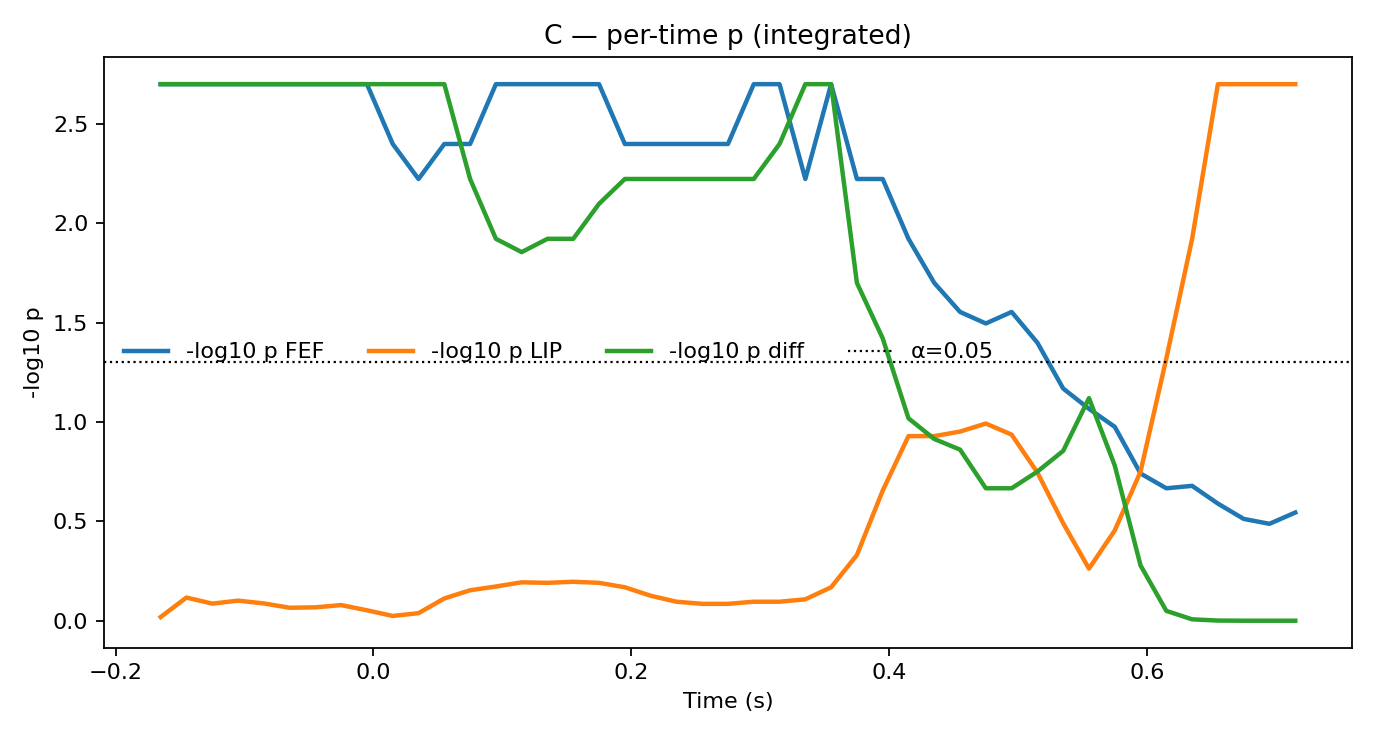 C — per-time p (integrated)
-log10 p
2.5
2.0
1.5
1.0
0.5
0.0
-log10 p FEF -log10 p LIP -log10 p diff α=0.05
−0.2 0.0 0.2 0.4 0.6
Time (s)